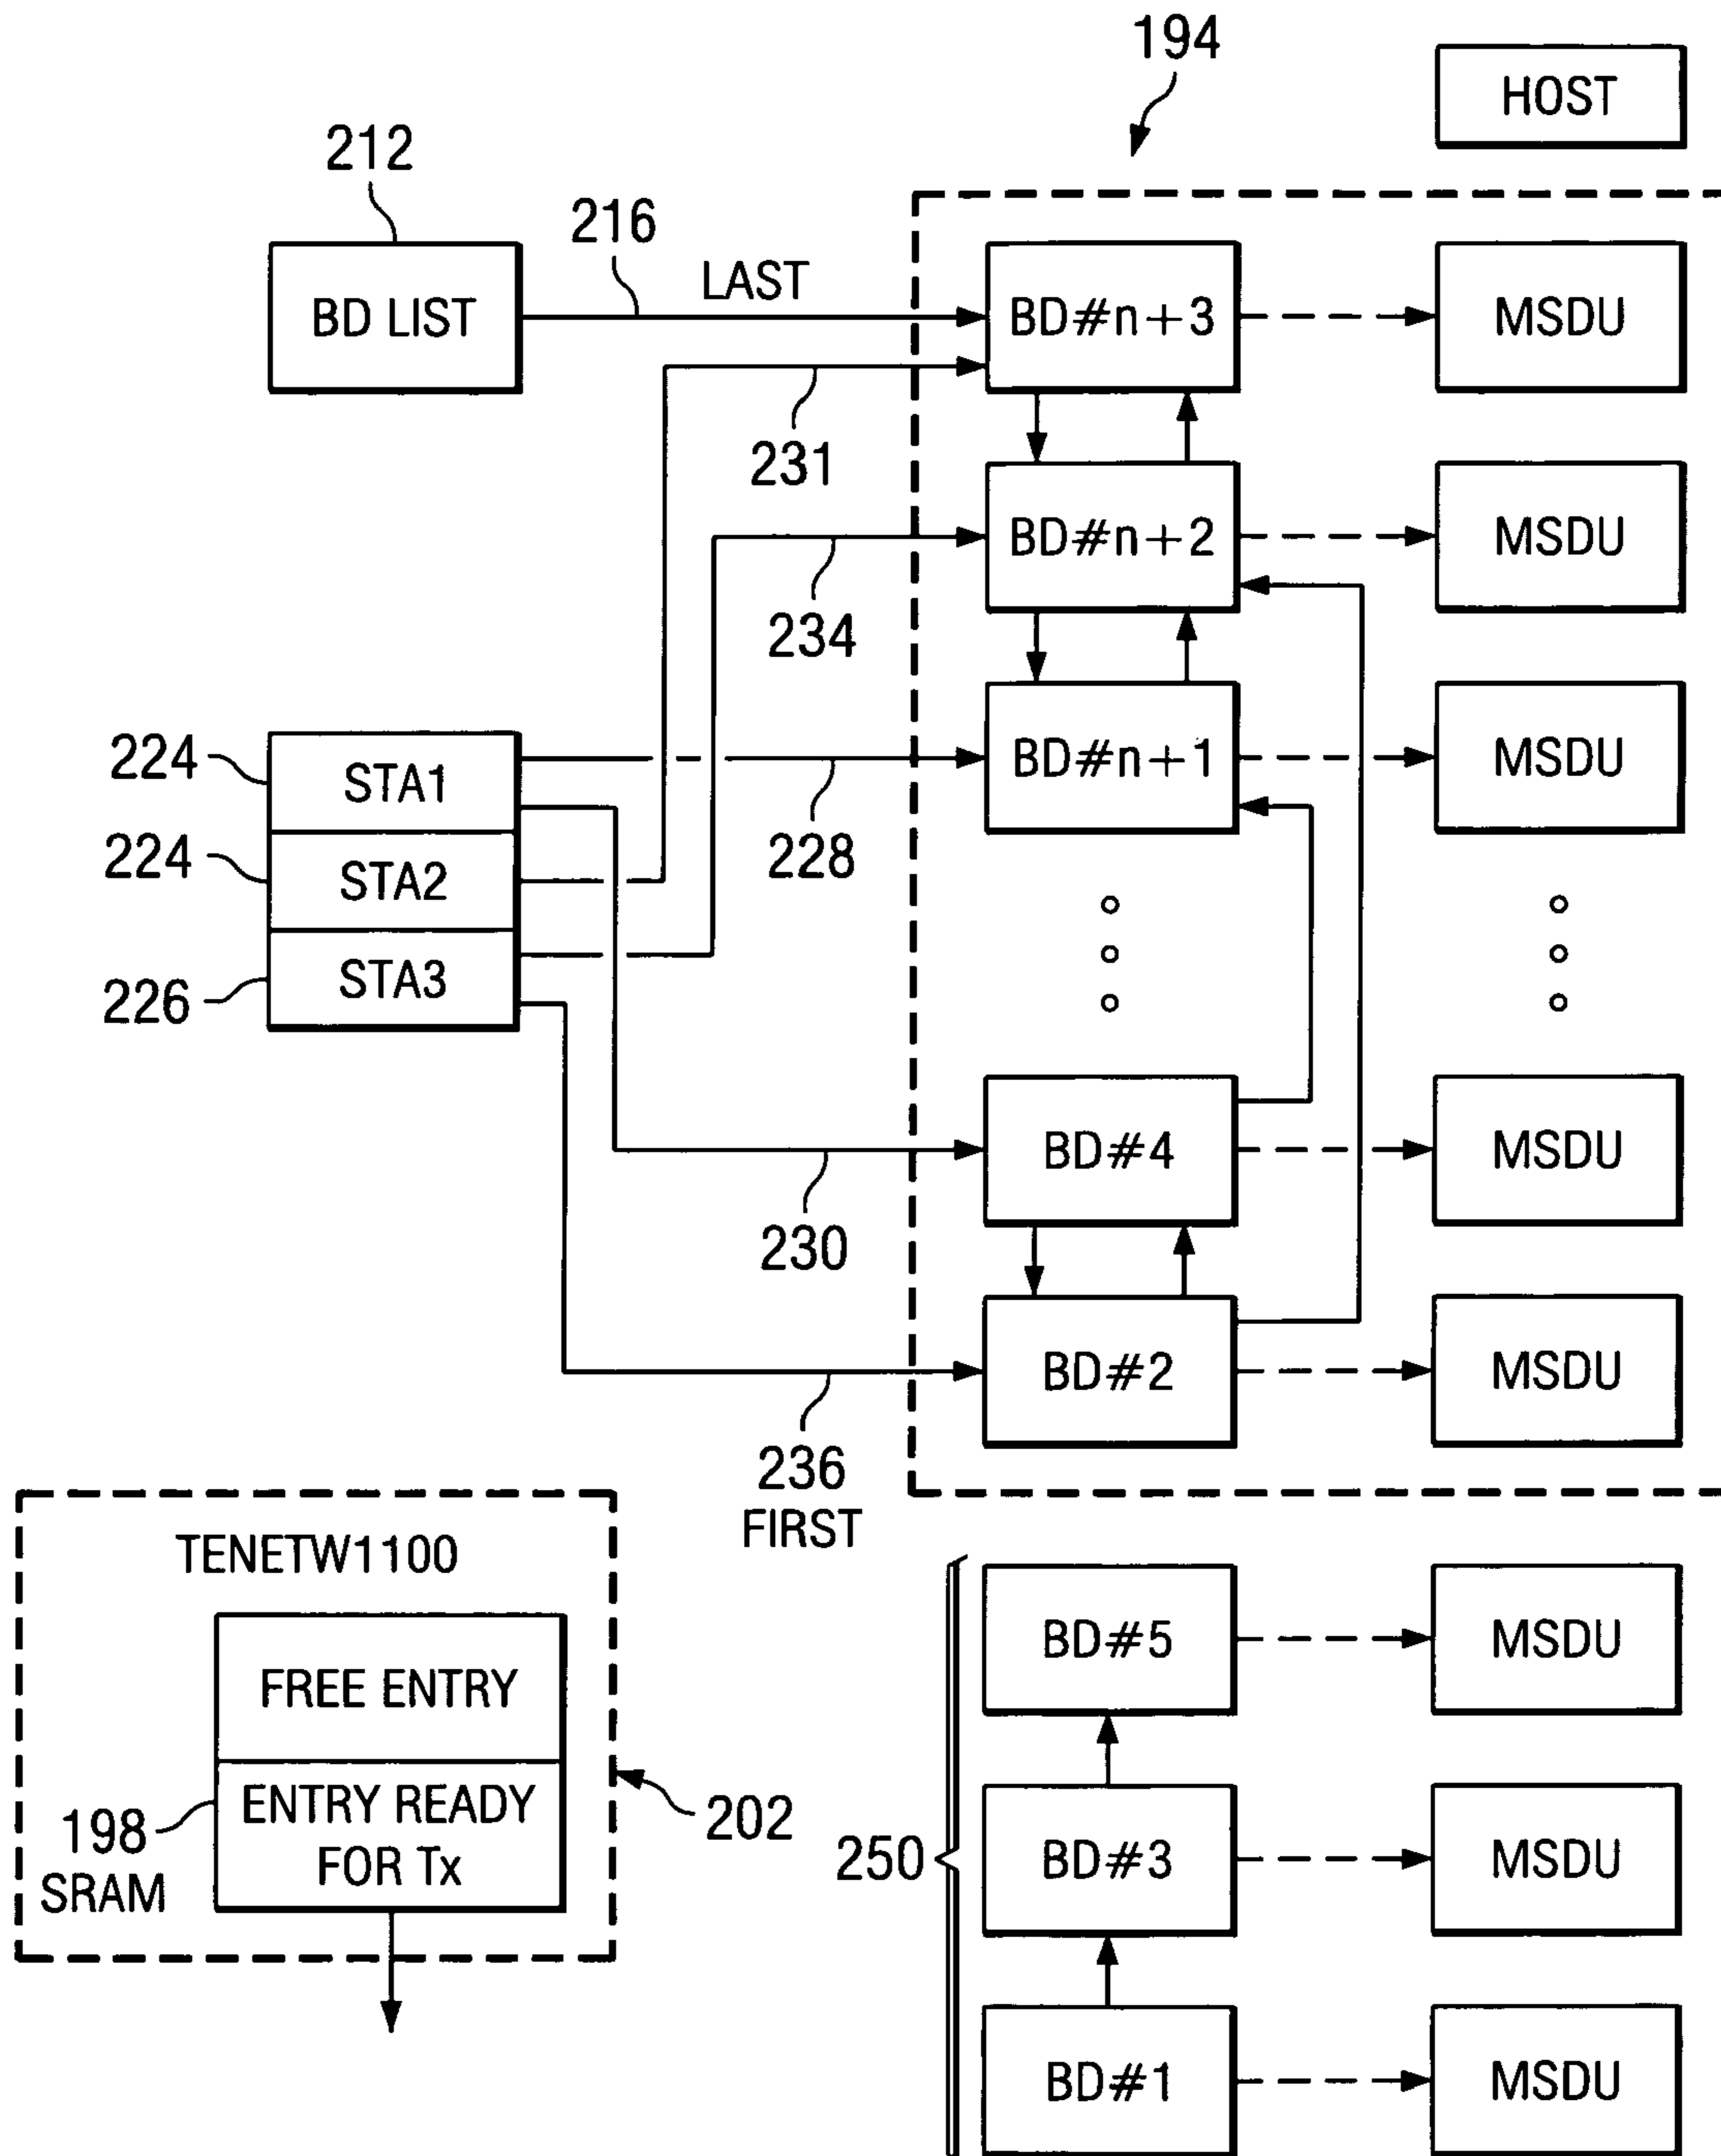 194
HOST
212
216
LAST
BD LIST
BD#n+3
MSDU
231
BD#n+2
MSDU
234
BD#n+1
MSDU
224
STA1
228
224
STA2
226
STA3
BD#4
MSDU
230
BD#2
MSDU
236
FIRST
TENETW1100
FREE ENTRY
BD#5
MSDU
ENTRY READY
FOR Tx
198
SRAM
202
250
BD#3
MSDU
BD#1
MSDU